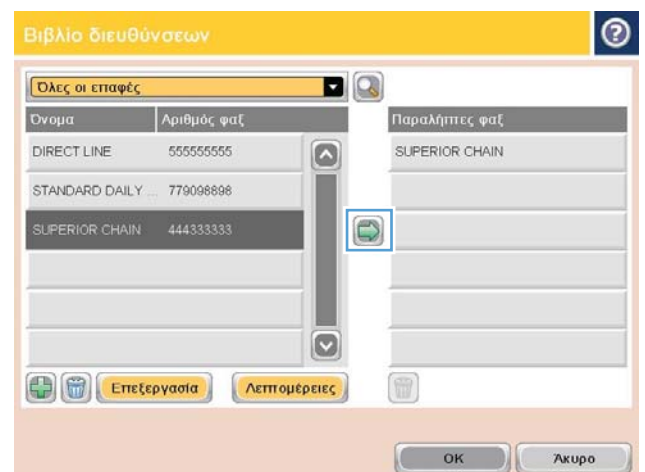 Βιβλίο διευθύνσεων
Όλες οι επαφές
Όνομα Αριθμός φαξ Παραλήπτες φαξ
DIRECT LINE 555555555 SUPERIOR CHAIN
STANDARD DAILY ... 779098898
SUPERIOR CHAIN 444333333
Επεξεργασία Λεπτομέρειες
OK Άκυρο